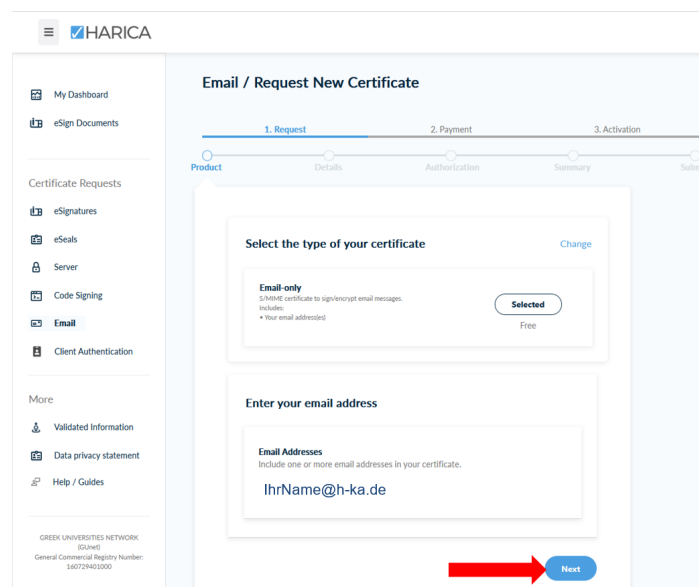 HARICA
My Dashboard
eSign Documents
Certificate Requests
eSignatures
eSeals
Server
Code Signing
Email
Client Authentication
More
Validated Information
Data privacy statement
Help / Guides
GREEK UNIVERSITIES NETWORK
(GUnet)
General Commercial Registry Number:
160729401000
Email / Request New Certificate
1. Request
2. Payment
3. Activation
Product
Details
Authorization
Summary
Select the type of your certificate
Change
Email-only
S/MIME certificate to sign/encrypt email messages.
Includes:
• Your email address(es)
Selected
Free
Enter your email address
Email Addresses
Include one or more email addresses in your certificate.
IhrName@h-ka.de
Next